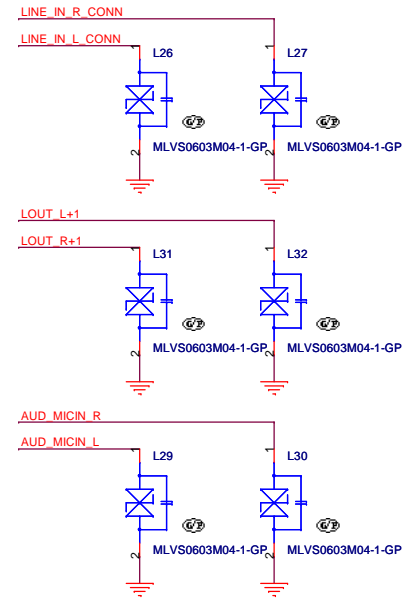 LINE_IN_R_CONN
LINE_IN_L_CONN
1 L26 1 L27
G/P G/P
2 MLVS0603M04-1-GP 2 MLVS0603M04-1-GP
LOUT_L+1
LOUT_R+1
1 L31 1 L32
G/P G/P
2 MLVS0603M04-1-GP 2 MLVS0603M04-1-GP
AUD_MICIN_R
AUD_MICIN_L
1 L29 1 L30
G/P G/P
2 MLVS0603M04-1-GP 2 MLVS0603M04-1-GP